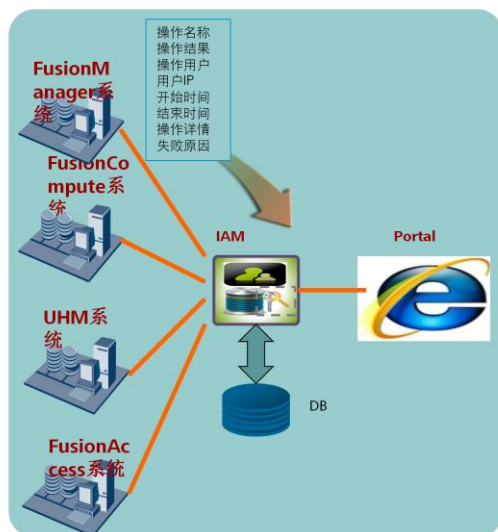 操作名称
操作结果
操作用户
用户IP
开始时间
结束时间
操作详情
失败原因
FusionM
anager系
统
FusionCo
mpute系
统
IAM
Portal
UHM系
统
DB
FusionAc
cess系统